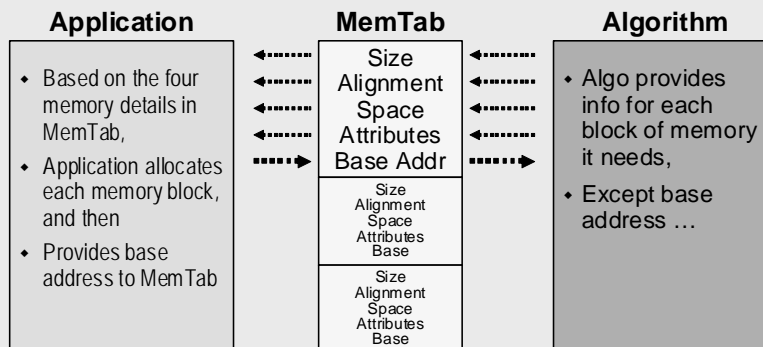 Application
MemTab
Algorithm
◆ Based on the four
memory details in
MemTab,
◆ Application allocates
each memory block,
and then
◆ Provides base
address to MemTab
Size
Alignment
Space
Attributes
Base Addr
Size
Alignment
Space
Attributes
Base
Size
Alignment
Space
Attributes
Base
◆ Algo provides
info for each
block of memory
it needs,
◆ Except base
address …